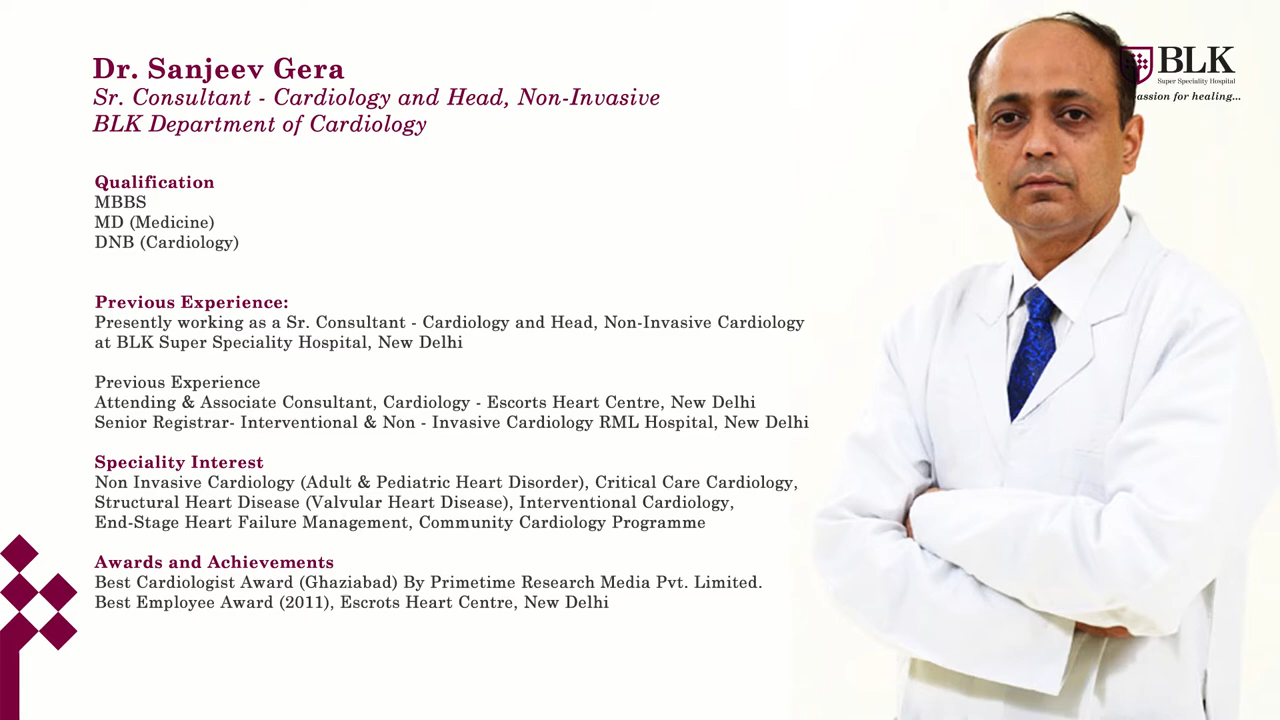 Dr. Sanjeev Gera
Sr. Consultant - Cardiology and Head, Non-Invasive
BLK Department of Cardiology
BLK
Super Speciality Hospital
assion for healing...
Qualification
MBBS
MD (Medicine)
DNB (Cardiology)
Previous Experience:
Presently working as a Sr. Consultant - Cardiology and Head, Non-Invasive Cardiology
at BLK Super Speciality Hospital, New Delhi
Previous Experience
Attending & Associate Consultant, Cardiology - Escorts Heart Centre, New Delhi
Senior Registrar- Interventional & Non - Invasive Cardiology RML Hospital, New Delhi
Speciality Interest
Non Invasive Cardiology (Adult & Pediatric Heart Disorder), Critical Care Cardiology,
Structural Heart Disease (Valvular Heart Disease), Interventional Cardiology,
End-Stage Heart Failure Management, Community Cardiology Programme
Awards and Achievements
Best Cardiologist Award (Ghaziabad) By Primetime Research Media Pvt. Limited.
Best Employee Award (2011), Escrots Heart Centre, New Delhi